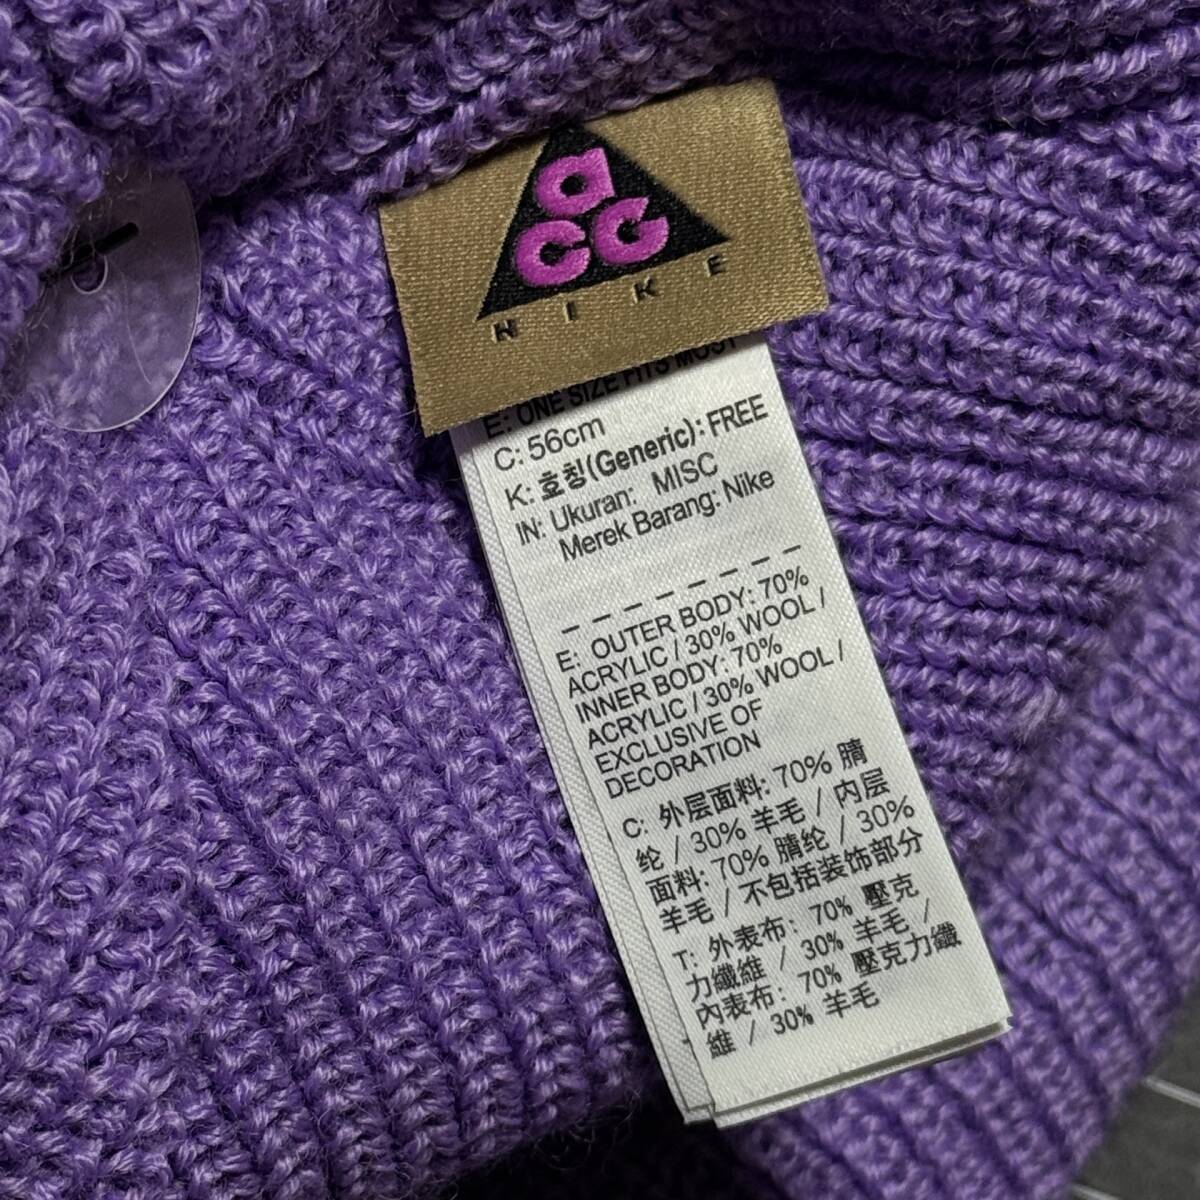 acg
NIKE
E: ONE SIZE FITS MOST
C: 56cm
K: 호칭(Generic): FREE
IN: Ukuran: MISC
Merek Barang: Nike
E: OUTER BODY: 70%
ACRYLIC / 30% WOOL /
INNER BODY: 70%
ACRYLIC / 30% WOOL /
EXCLUSIVE OF
DECORATION
C: 外层面料: 70% 腈
纶 / 30% 羊毛 / 内层
面料: 70% 腈纶 / 30%
羊毛 / 不包括装饰部分
T: 外表布: 70% 壓克
力纖維 / 30% 羊毛 /
內表布: 70% 壓克力纖
維 / 30% 羊毛